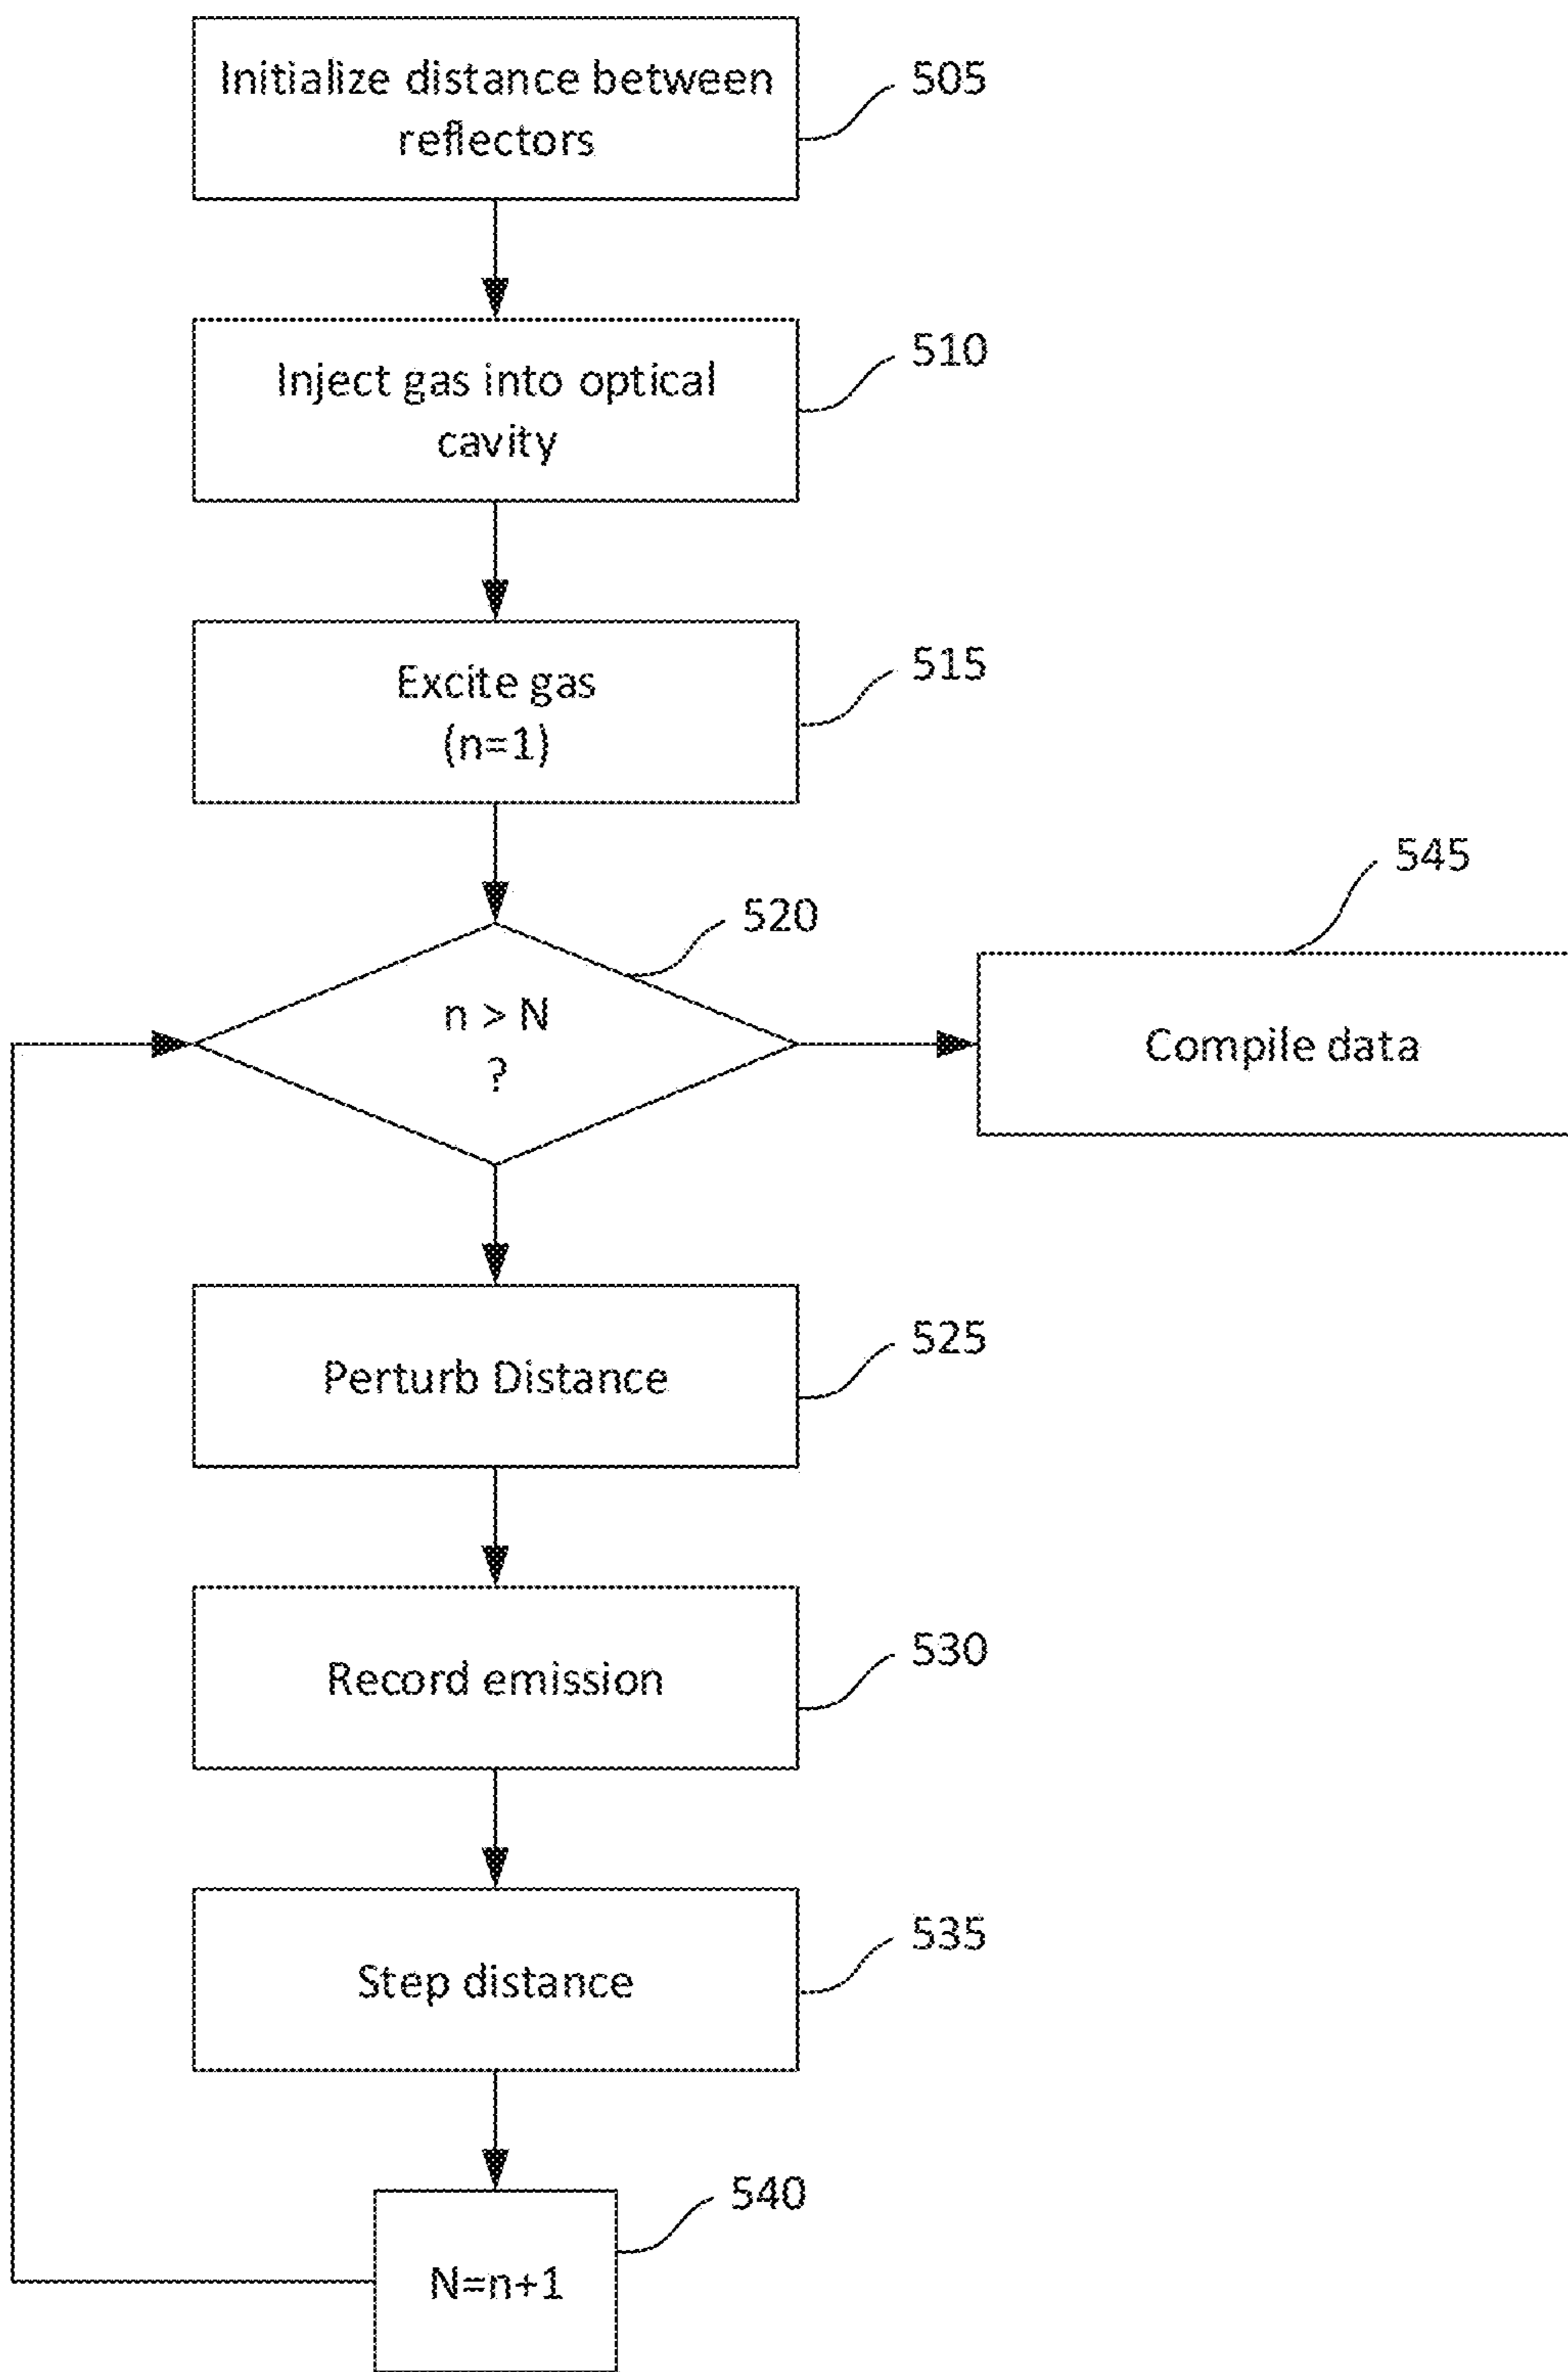 Initialize distance between
reflectors
505
Inject gas into optical
cavity
510
Excite gas
(n=1)
515
n > N
?
520
Compile data
545
Perturb Distance
525
Record emission
530
Step distance
535
N=n+1
540